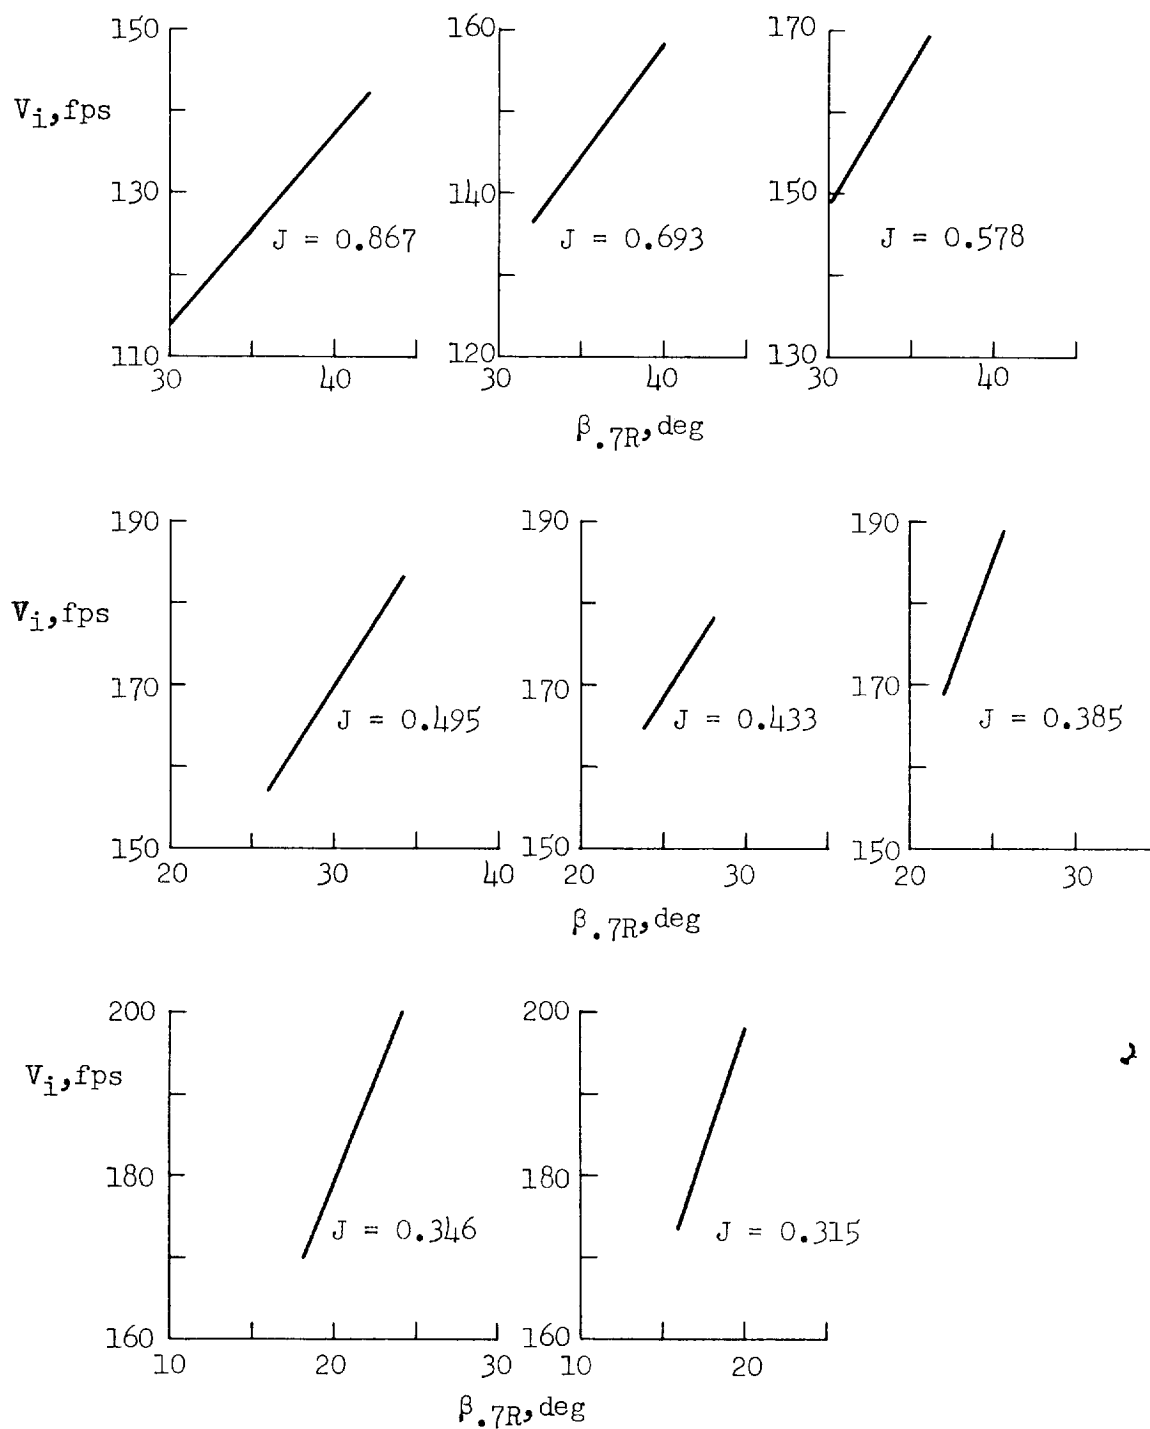 150 160 170
V_i, fps
130 140 150
J = 0.867 J = 0.693 J = 0.578
110 120 130
30 40 30 40 30 40
β.7R, deg
190 190 190
V_i, fps
170 170 170
J = 0.495 J = 0.433 J = 0.385
150 150 150
20 30 40 20 30 20 30
β.7R, deg
200 200
V_i, fps
180 180
J = 0.346 J = 0.315
160 160
10 20 30 10 20
β.7R, deg